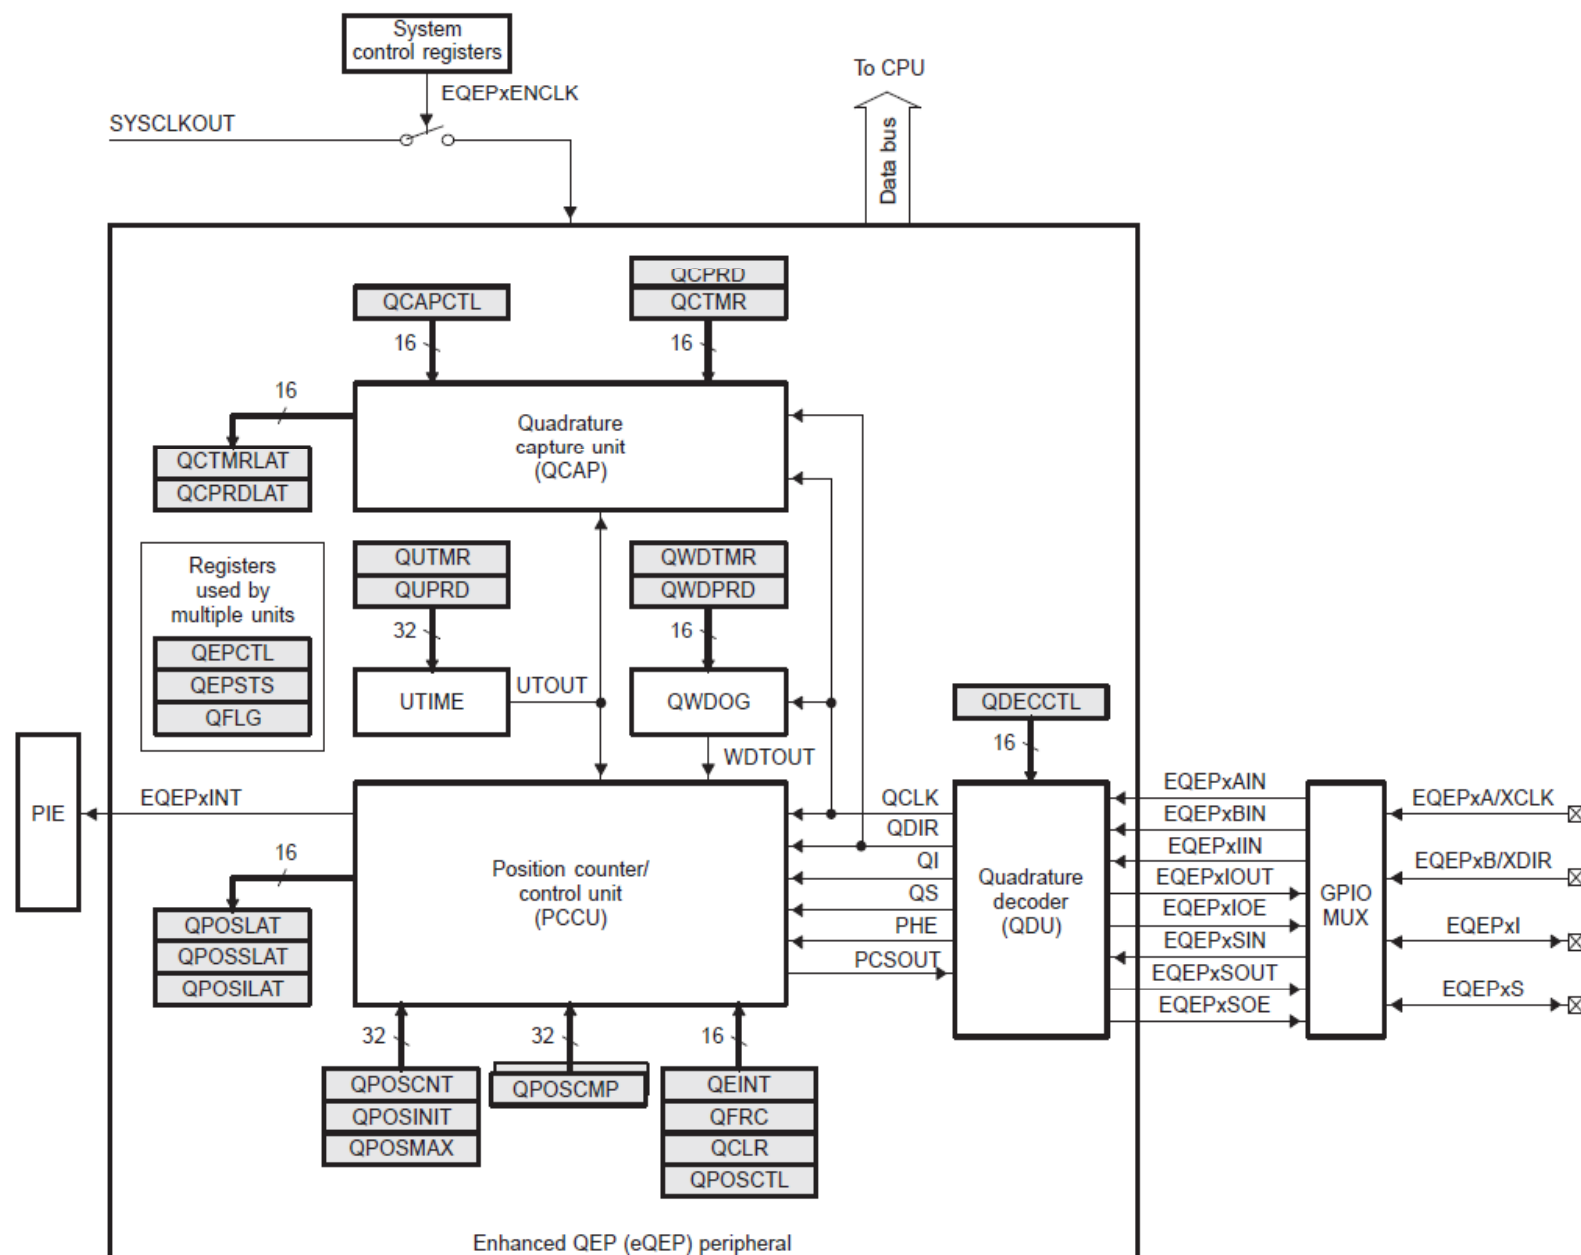 System
control registers
To CPU
EQEPxENCLK
SYSCLKOUT
Data bus
QCPRD
QCAPCTL
QCTMR
16
16
16
Quadrature
capture unit
(QCAP)
QCTMRLAT
QCPRDLAT
Registers
used by
multiple units
QEPCTL
QEPSTS
QFLG
QUTMR
QUPRD
QWDTMR
QWDPRD
32
16
UTIME
UTOUT
QWDOG
WDTOUT
QDECCTL
16
PIE
EQEPxINT
16
QPOSLAT
QPOSSLAT
QPOSILAT
Position counter/
control unit
(PCCU)
QCLK
QDIR
QI
QS
PHE
PCSOUT
Quadrature
decoder
(QDU)
EQEPxAIN
EQEPxBIN
EQEPxIIN
EQEPxIOUT
EQEPxIOE
EQEPxSIN
EQEPxSOUT
EQEPxSOE
GPIO
MUX
EQEPxA/XCLK
EQEPxB/XDIR
EQEPxI
EQEPxS
32
32
16
QPOSCNT
QPOSINIT
QPOSMAX
QPOSCMP
QEINT
QFRC
QCLR
QPOSCTL
Enhanced QEP (eQEP) peripheral